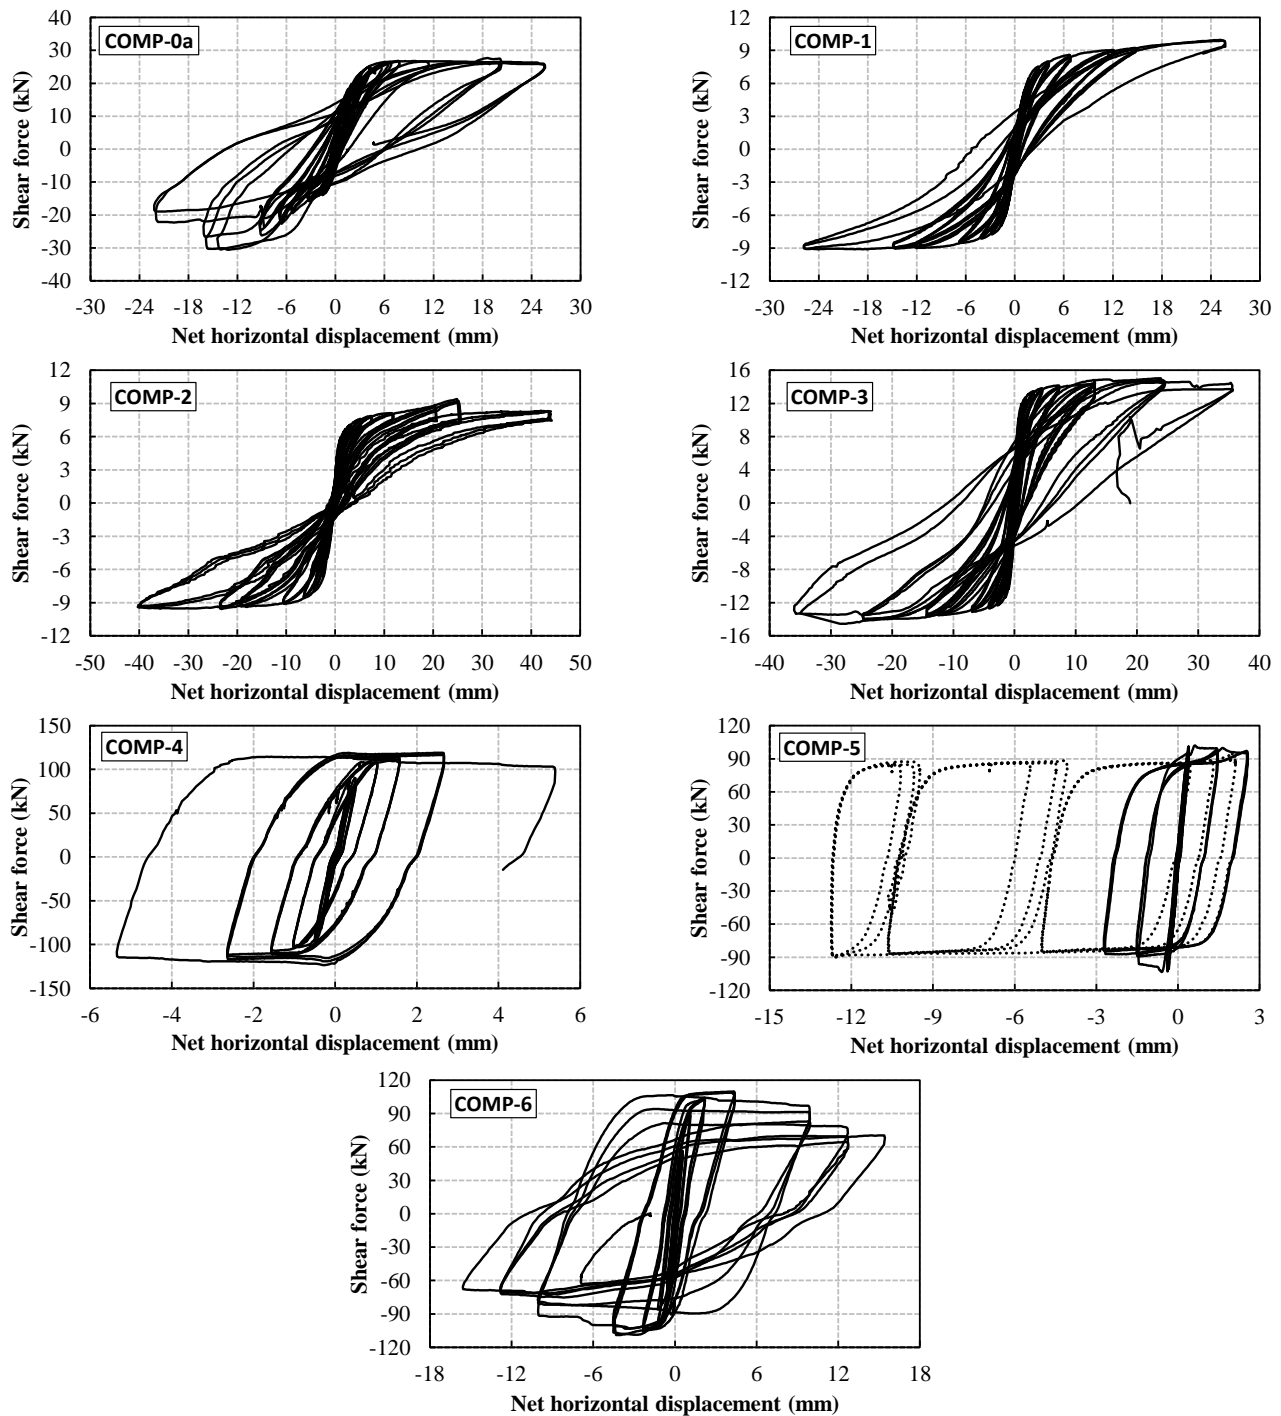 COMP-0a
Shear force (kN)
40
30
20
10
0
-10
-20
-30
-40
-30 -24 -18 -12 -6 0 6 12 18 24 30
Net horizontal displacement (mm)
COMP-1
Shear force (kN)
12
9
6
3
0
-3
-6
-9
-12
-30 -24 -18 -12 -6 0 6 12 18 24 30
Net horizontal displacement (mm)
COMP-2
Shear force (kN)
12
9
6
3
0
-3
-6
-9
-12
-50 -40 -30 -20 -10 0 10 20 30 40 50
Net horizontal displacement (mm)
COMP-3
Shear force (kN)
16
12
8
4
0
-4
-8
-12
-16
-40 -30 -20 -10 0 10 20 30 40
Net horizontal displacement (mm)
COMP-4
Shear force (kN)
150
100
50
0
-50
-100
-150
-6 -4 -2 0 2 4 6
Net horizontal displacement (mm)
COMP-5
Shear force (kN)
120
90
60
30
0
-30
-60
-90
-120
-15 -12 -9 -6 -3 0 3
Net horizontal displacement (mm)
COMP-6
Shear force (kN)
120
90
60
30
0
-30
-60
-90
-120
-18 -12 -6 0 6 12 18
Net horizontal displacement (mm)